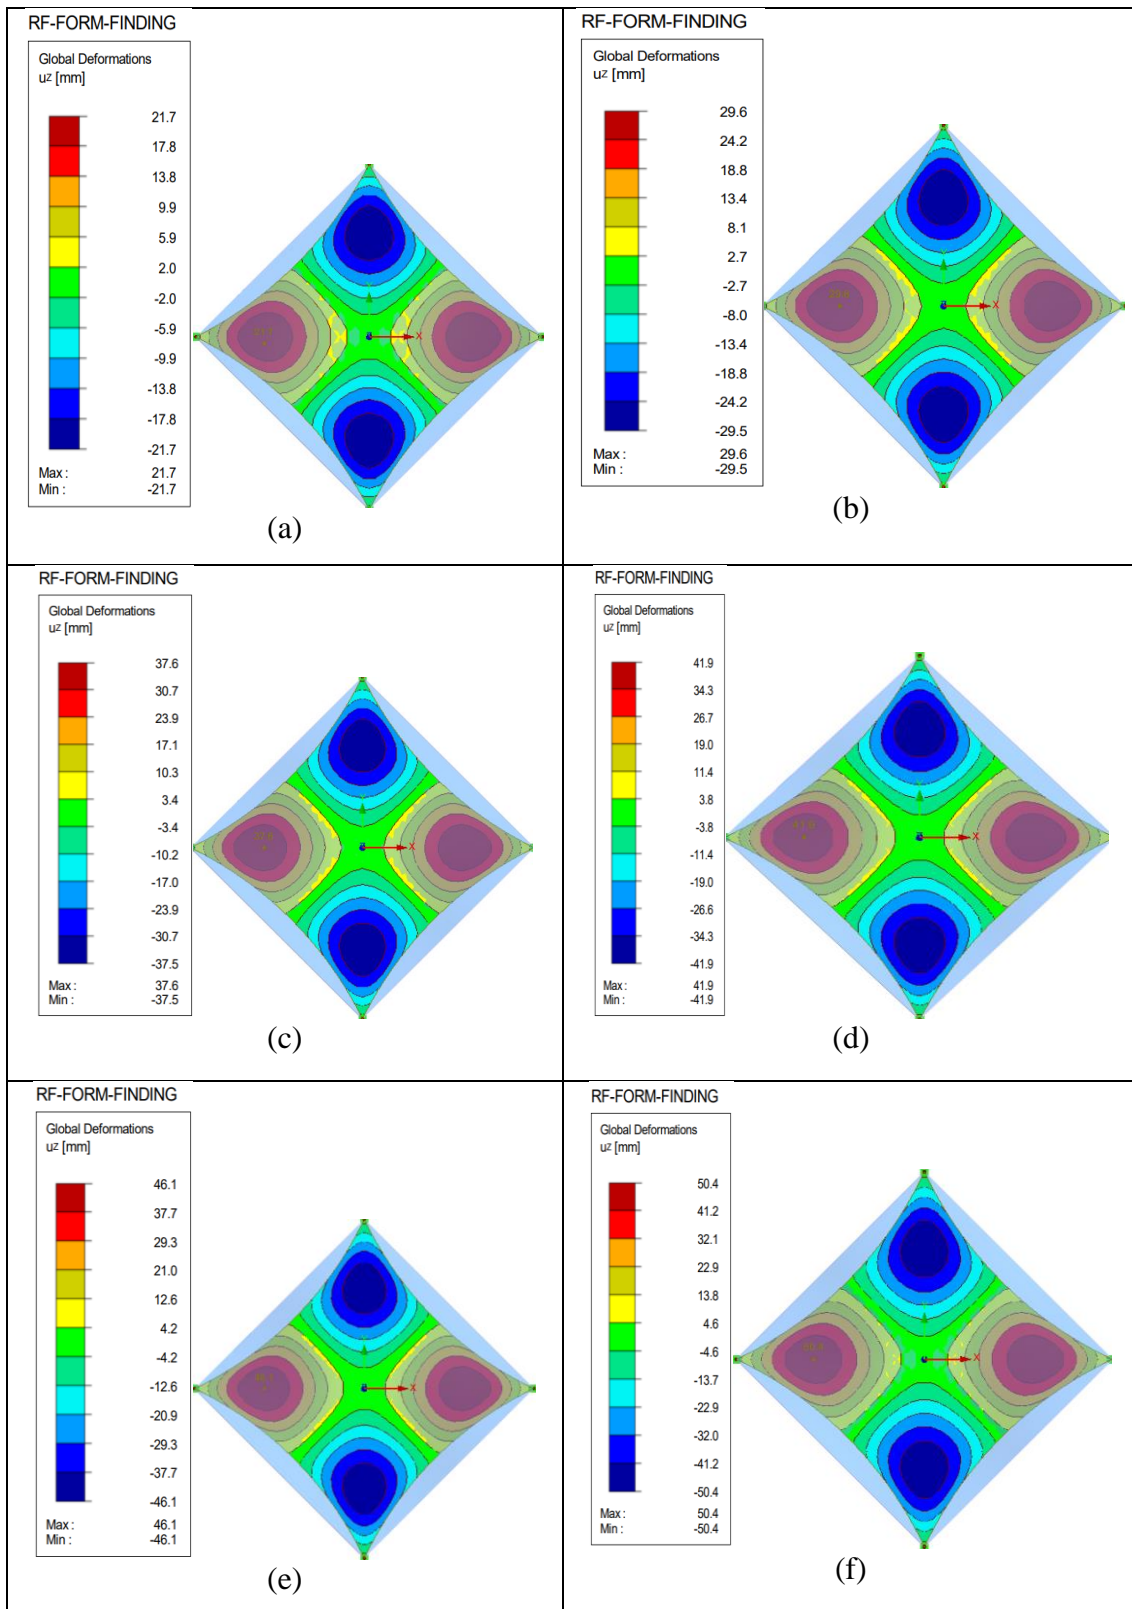 RF-FORM-FINDING
Global Deformations
uz [mm]
21.7
17.8
13.8
9.9
5.9
2.0
-2.0
-5.9
-9.9
-13.8
-17.8
-21.7
Max : 21.7
Min : -21.7
X
(a)
RF-FORM-FINDING
Global Deformations
uz [mm]
29.6
24.2
18.8
13.4
8.1
2.7
-2.7
-8.0
-13.4
-18.8
-24.2
-29.5
Max : 29.6
Min : -29.5
X
(b)
RF-FORM-FINDING
Global Deformations
uz [mm]
37.6
30.7
23.9
17.1
10.3
3.4
-3.4
-10.2
-17.0
-23.9
-30.7
-37.5
Max : 37.6
Min : -37.5
X
(c)
RF-FORM-FINDING
Global Deformations
uz [mm]
41.9
34.3
26.7
19.0
11.4
3.8
-3.8
-11.4
-19.0
-26.6
-34.3
-41.9
Max : 41.9
Min : -41.9
X
(d)
RF-FORM-FINDING
Global Deformations
uz [mm]
46.1
37.7
29.3
21.0
12.6
4.2
-4.2
-12.6
-20.9
-29.3
-37.7
-46.1
Max : 46.1
Min : -46.1
X
(e)
RF-FORM-FINDING
Global Deformations
uz [mm]
50.4
41.2
32.1
22.9
13.8
4.6
-4.6
-13.7
-22.9
-32.0
-41.2
-50.4
Max : 50.4
Min : -50.4
X
(f)